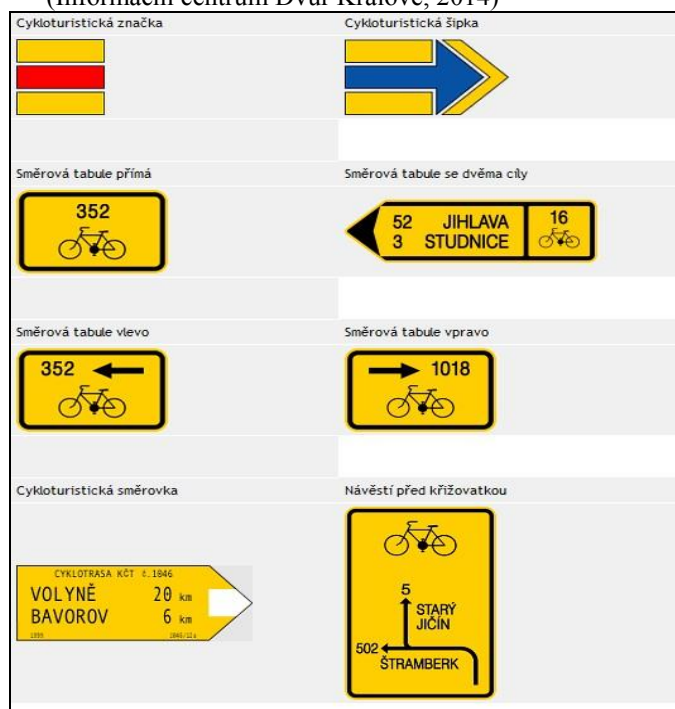 (Informační centrum Dvůr Králové, 2014)
Cykloturistická značka
Cykloturistická šipka
Směrová tabule přímá
Směrová tabule se dvěma cíly
352
52 JIHLAVA 16
3 STUDNICE
Směrová tabule vlevo
Směrová tabule vpravo
352
1018
Cykloturistická směrovka
Návěstí před křižovatkou
CYKLOTRASA KČT č.1046
VOLYNĚ 20 km
BAVOROV 6 km
5
STARÝ
JIČÍN
502
ŠTRAMBERK